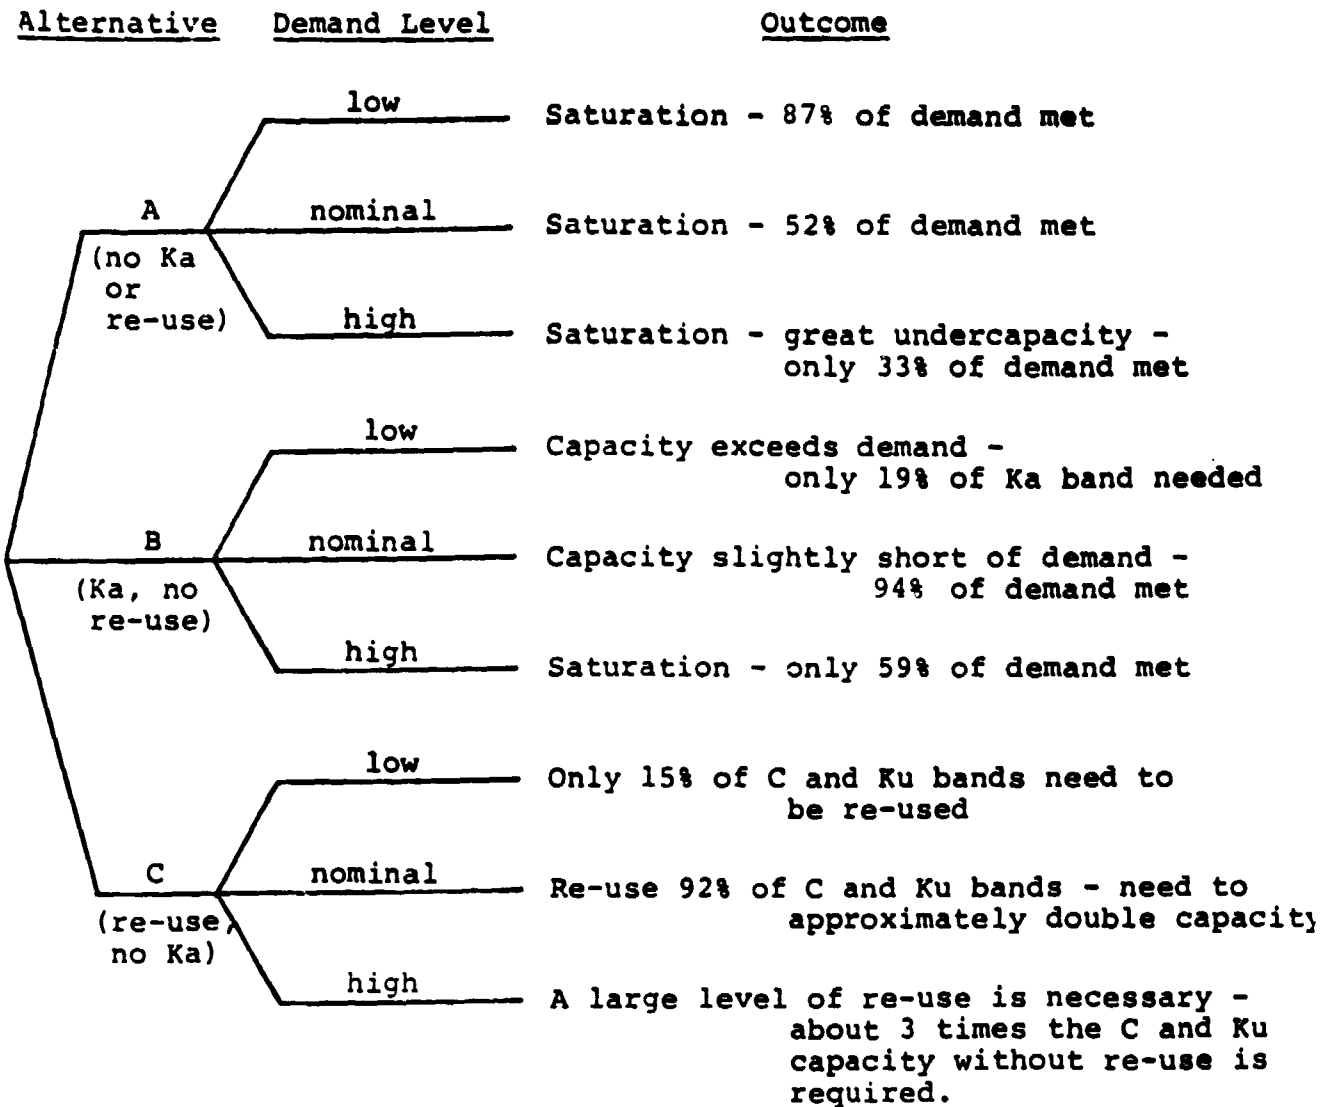 Alternative Demand Level Outcome
low Saturation - 87% of demand met
A nominal Saturation - 52% of demand met
(no Ka
or
re-use)
high Saturation - great undercapacity -
only 33% of demand met
low Capacity exceeds demand -
only 19% of Ka band needed
B nominal Capacity slightly short of demand -
(Ka, no 94% of demand met
re-use)
high Saturation - only 59% of demand met
low Only 15% of C and Ku bands need to
be re-used
C nominal Re-use 92% of C and Ku bands - need to
(re-use, approximately double capacity
no Ka)
high A large level of re-use is necessary -
about 3 times the C and Ku
capacity without re-use is
required.